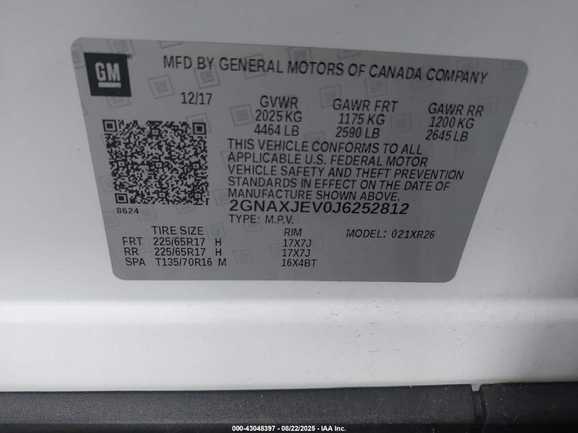 GM
MFD BY GENERAL MOTORS OF CANADA COMPANY
12/17 GVWR GAWR FRT GAWR RR
2025 KG 1175 KG 1200 KG
4464 LB 2590 LB 2645 LB
THIS VEHICLE CONFORMS TO ALL
APPLICABLE U.S. FEDERAL MOTOR
VEHICLE SAFETY AND THEFT PREVENTION
STANDARDS IN EFFECT ON THE DATE OF
MANUFACTURE SHOWN ABOVE.
8624 2GNAXJEV0J6252812
TYPE: M.P.V.
TIRE SIZE RIM MODEL: 021XR26
FRT 225/65R17 H 17X7J
RR 225/65R17 H 17X7J
SPA T135/70R16 M 16X4BT
000-43048397 - 08/22/2025 - IAA Inc.